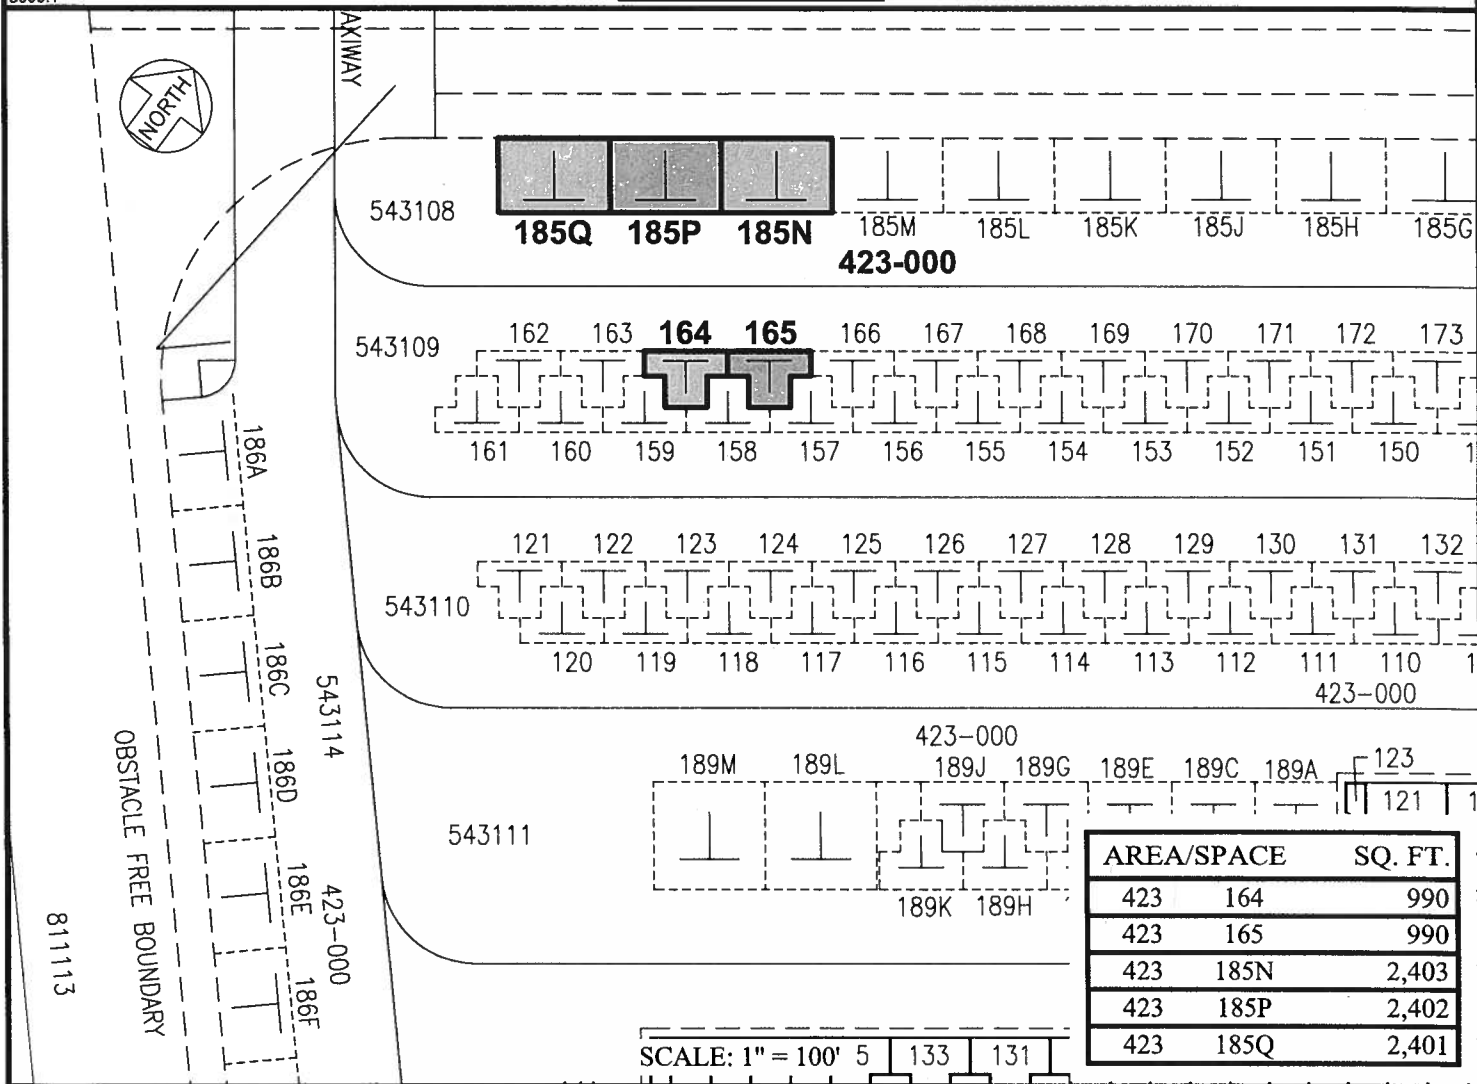 AXIWAY
NORTH
543108
185Q 185P 185N 185M 185L 185K 185J 185H 185G
423-000
543109
162 163 164 165 166 167 168 169 170 171 172 173
161 160 159 158 157 156 155 154 153 152 151 150
186A
186B
186C
186D
186E
186F
543110
121 122 123 124 125 126 127 128 129 130 131 132
120 119 118 117 116 115 114 113 112 111 110
423-000
543114
423-000
OBSTACLE FREE BOUNDARY
811113
423-000
189M 189L 189J 189G 189E 189C 189A 123
121
543111
189K 189H
AREA/SPACE SQ. FT.
423 164 990
423 165 990
423 185N 2,403
423 185P 2,402
423 185Q 2,401
SCALE: 1" = 100' 5 133 131